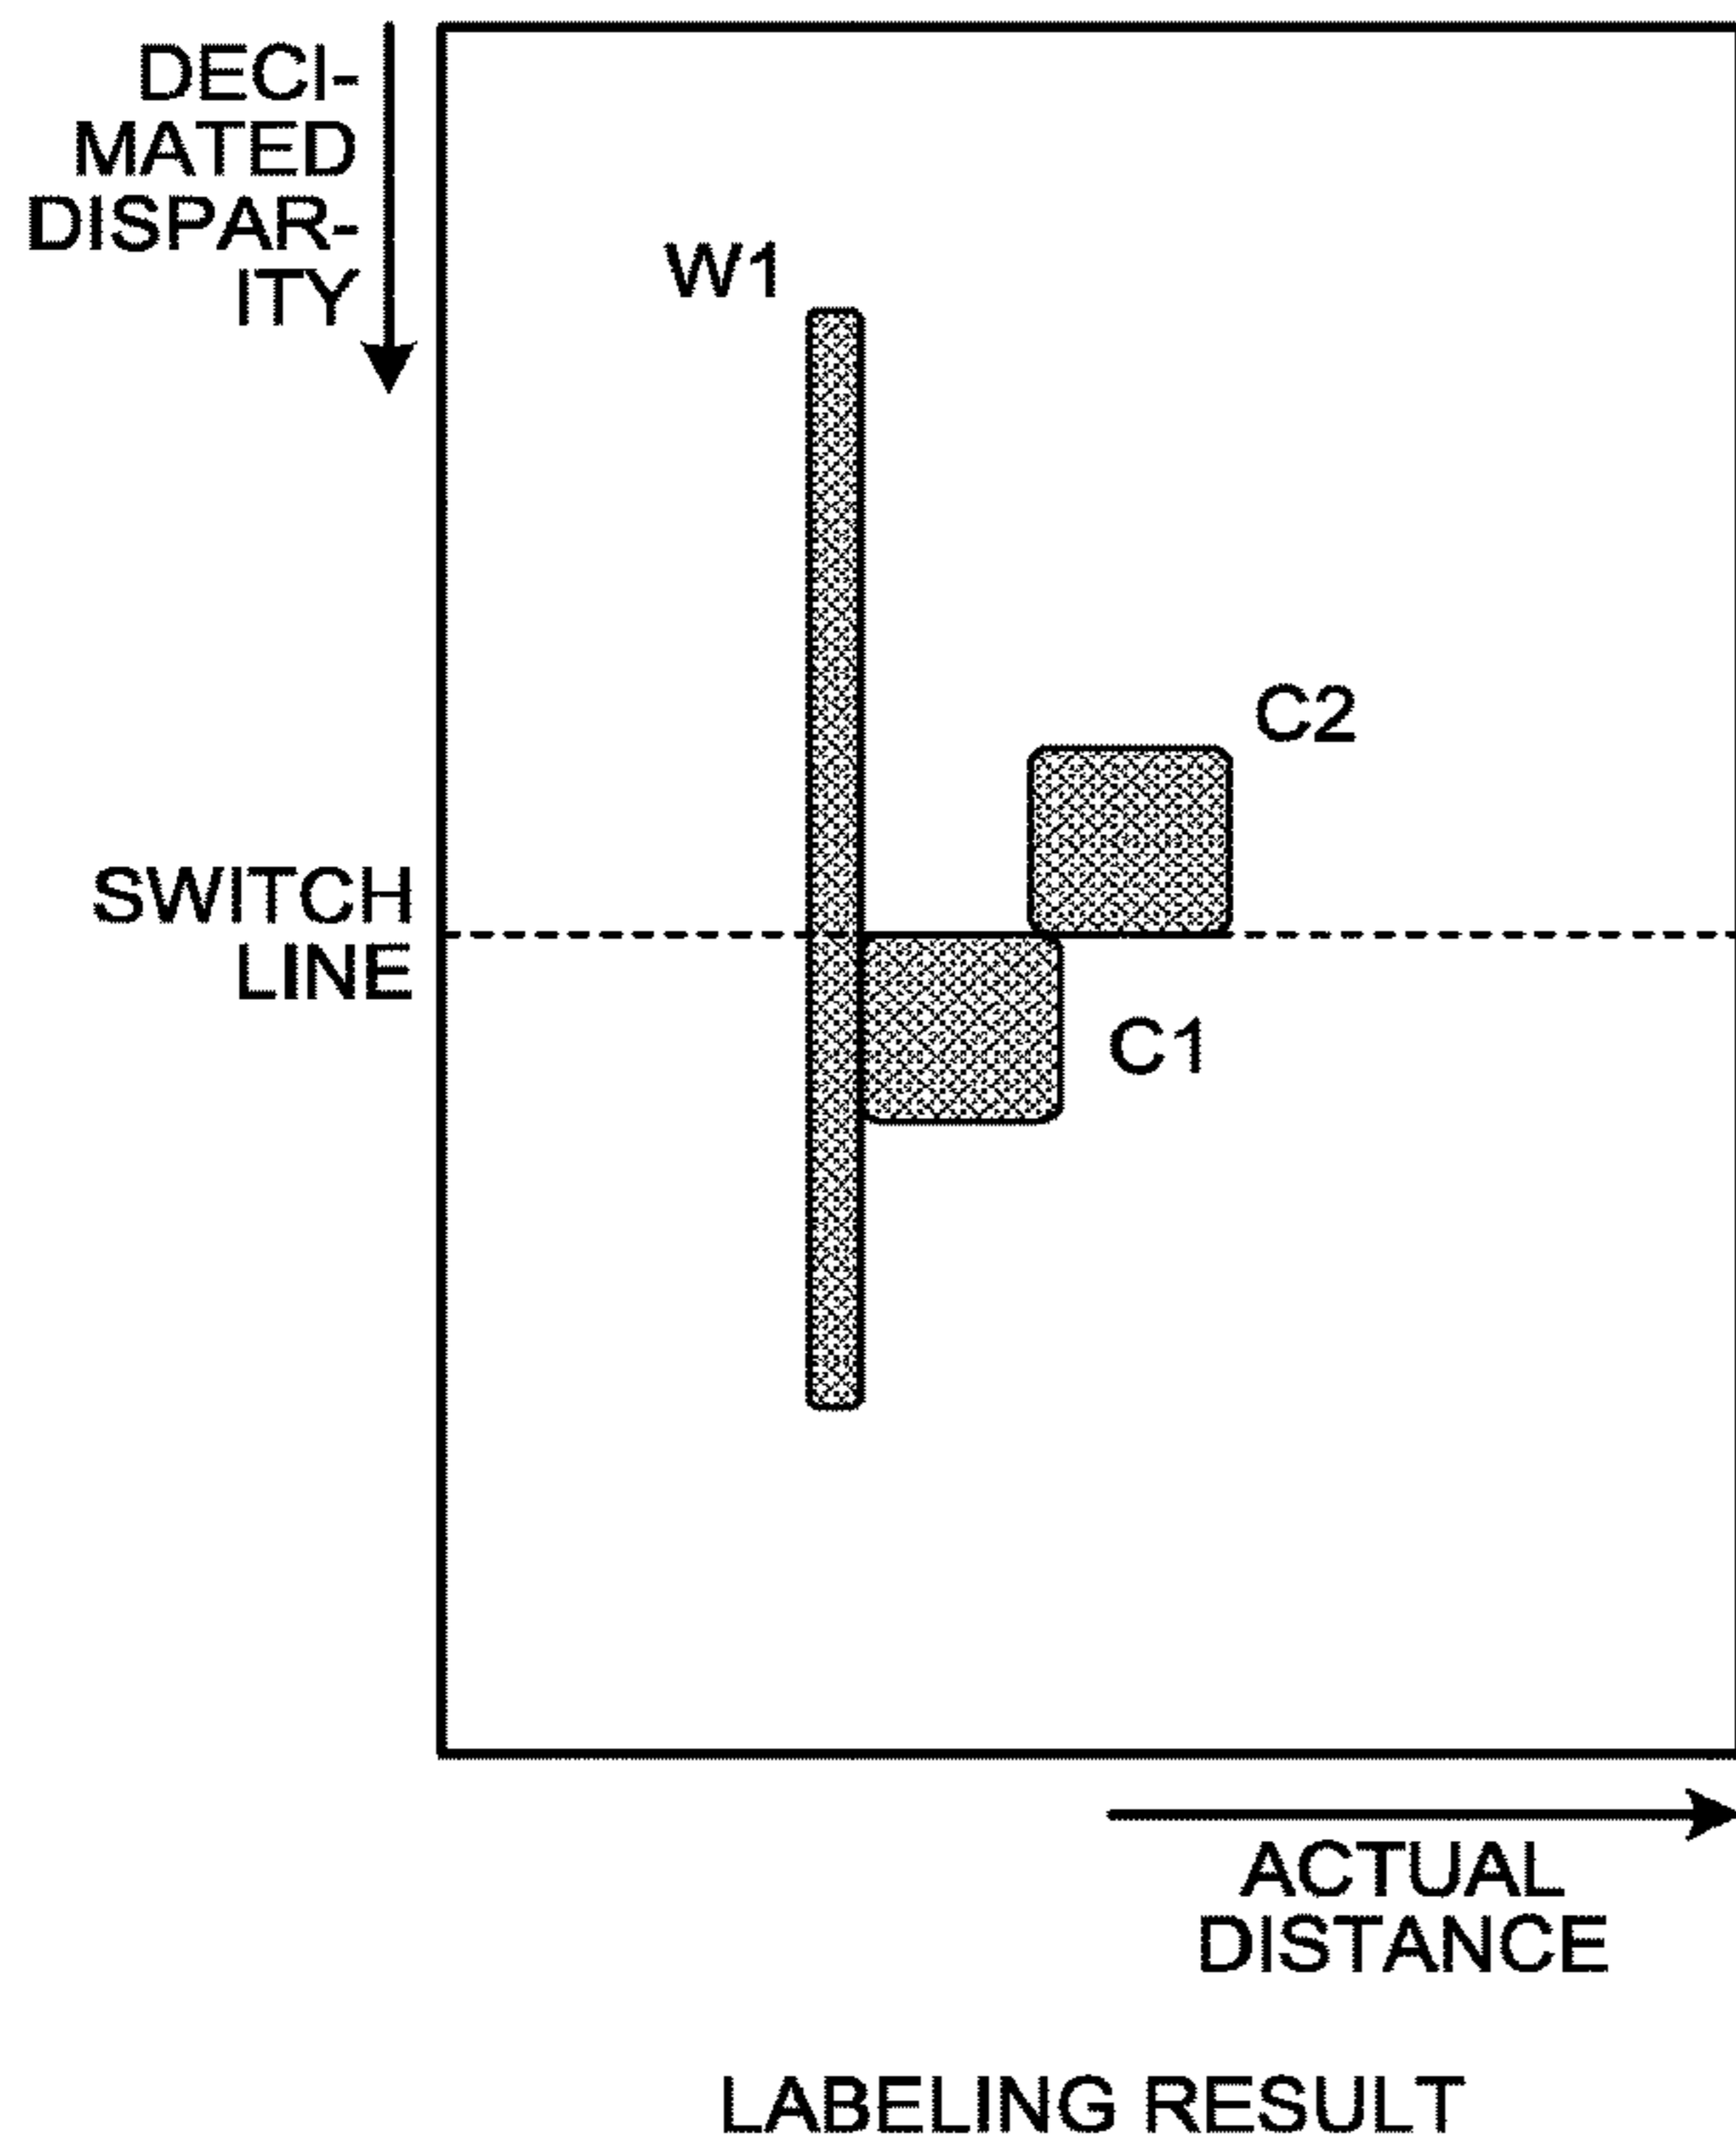 DECI-
MATED
DISPAR-
ITY
W1
C2
SWITCH
LINE
C1
ACTUAL
DISTANCE
LABELING RESULT